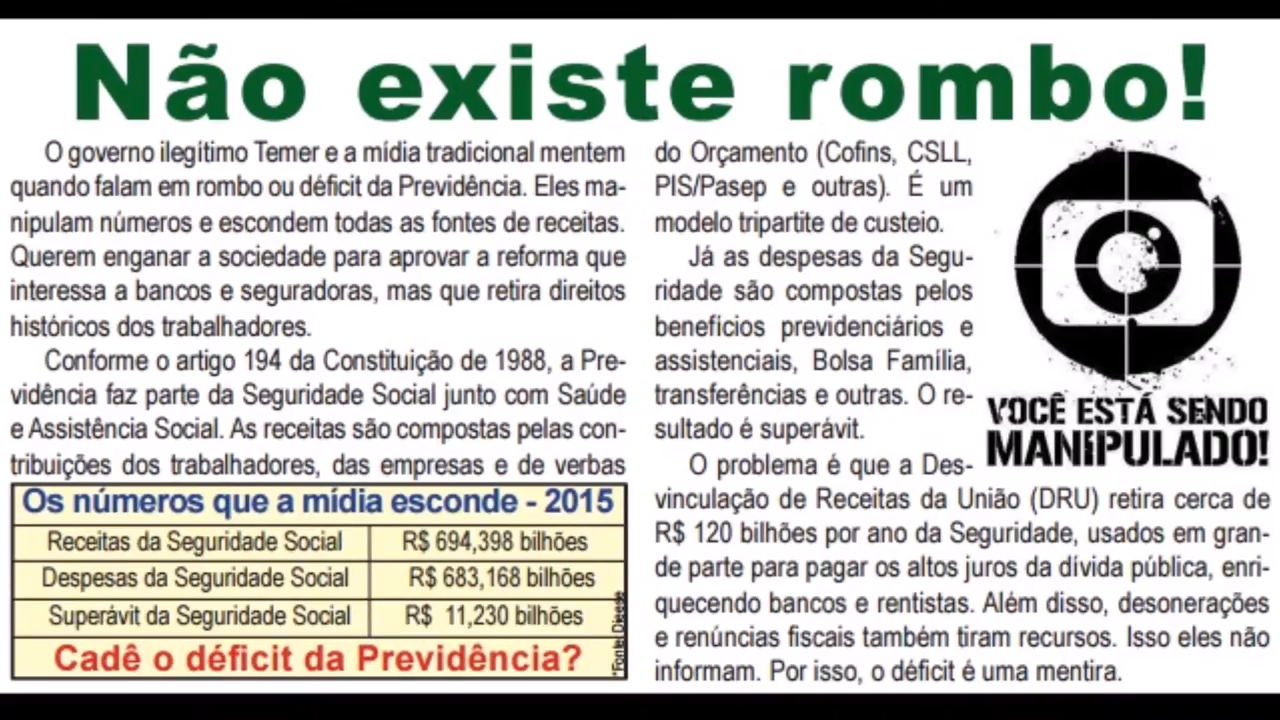 Não existe rombo!
O governo ilegítimo Temer e a mídia tradicional mentem
quando falam em rombo ou déficit da Previdência. Eles ma-
nipulam números e escondem todas as fontes de receitas.
Querem enganar a sociedade para aprovar a reforma que
interessa a bancos e seguradoras, mas que retira direitos
históricos dos trabalhadores.
Conforme o artigo 194 da Constituição de 1988, a Pre-
vidência faz parte da Seguridade Social junto com Saúde
e Assistência Social. As receitas são compostas pelas con-
tribuições dos trabalhadores, das empresas e de verbas
Os números que a mídia esconde - 2015
Receitas da Seguridade Social R$ 694,398 bilhões
Despesas da Seguridade Social R$ 683,168 bilhões
Superávit da Seguridade Social R$ 11,230 bilhões
Cadê o déficit da Previdência?
*Fonte: Dieese
do Orçamento (Cofins, CSLL,
PIS/Pasep e outras). É um
modelo tripartite de custeio.
Já as despesas da Segu-
ridade são compostas pelos
benefícios previdenciários e
assistenciais, Bolsa Família,
transferências e outras. O re-
sultado é superávit.
O problema é que a Des-
vinculação de Receitas da União (DRU) retira cerca de
R$ 120 bilhões por ano da Seguridade, usados em gran-
de parte para pagar os altos juros da dívida pública, enri-
quecendo bancos e rentistas. Além disso, desonerações
e renúncias fiscais também tiram recursos. Isso eles não
informam. Por isso, o déficit é uma mentira.
VOCÊ ESTÁ SENDO
MANIPULADO!